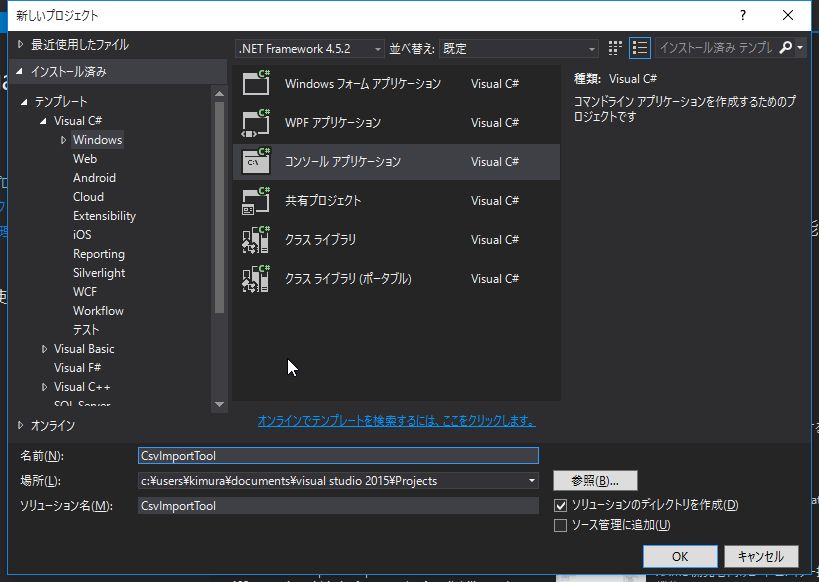 新しいプロジェクト
最近使用したファイル
.NET Framework 4.5.2 並べ替え: 既定
インストール済み テンプレ
インストール済み
テンプレート
Visual C#
Windows
Web
Android
Cloud
Extensibility
iOS
Reporting
Silverlight
WCF
Workflow
テスト
Visual Basic
Visual F#
Visual C++
SQL Server
オンライン
Windows フォーム アプリケーション Visual C#
WPF アプリケーション Visual C#
コンソール アプリケーション Visual C#
共有プロジェクト Visual C#
クラス ライブラリ Visual C#
クラス ライブラリ (ポータブル) Visual C#
オンラインでテンプレートを検索するには、ここをクリックします。
種類: Visual C#
コマンドライン アプリケーションを作成するためのプ
ロジェクトです
名前(N): CsvImportTool
場所(L): c:¥users¥kimura¥documents¥visual studio 2015¥Projects
参照(B)...
ソリューション名(M): CsvImportTool
ソリューションのディレクトリを作成(D)
ソース管理に追加(U)
OK キャンセル